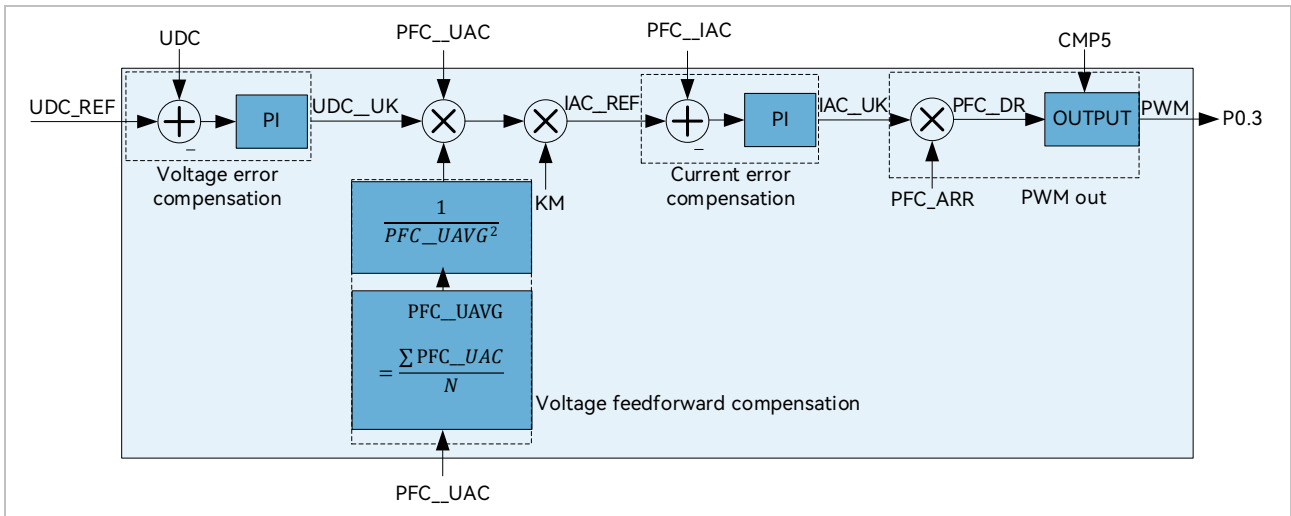 UDC
PFC__UAC
PFC__IAC
CMP5
UDC_REF
+
−
PI
UDC__UK
×
×
IAC_REF
+
−
PI
IAC_UK
×
PFC_DR
OUTPUT
PWM
P0.3
Voltage error
compensation
KM
Current error
compensation
PFC_ARR
PWM out
1
PFC__UAVG²
PFC__UAVG
= ∑ PFC__UAC
N
Voltage feedforward compensation
PFC__UAC